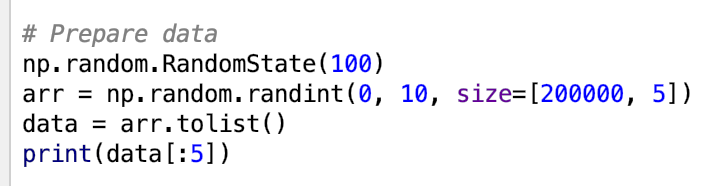 # Prepare data
np.random.RandomState(100)
arr = np.random.randint(0, 10, size=[200000, 5])
data = arr.tolist()
print(data[:5])